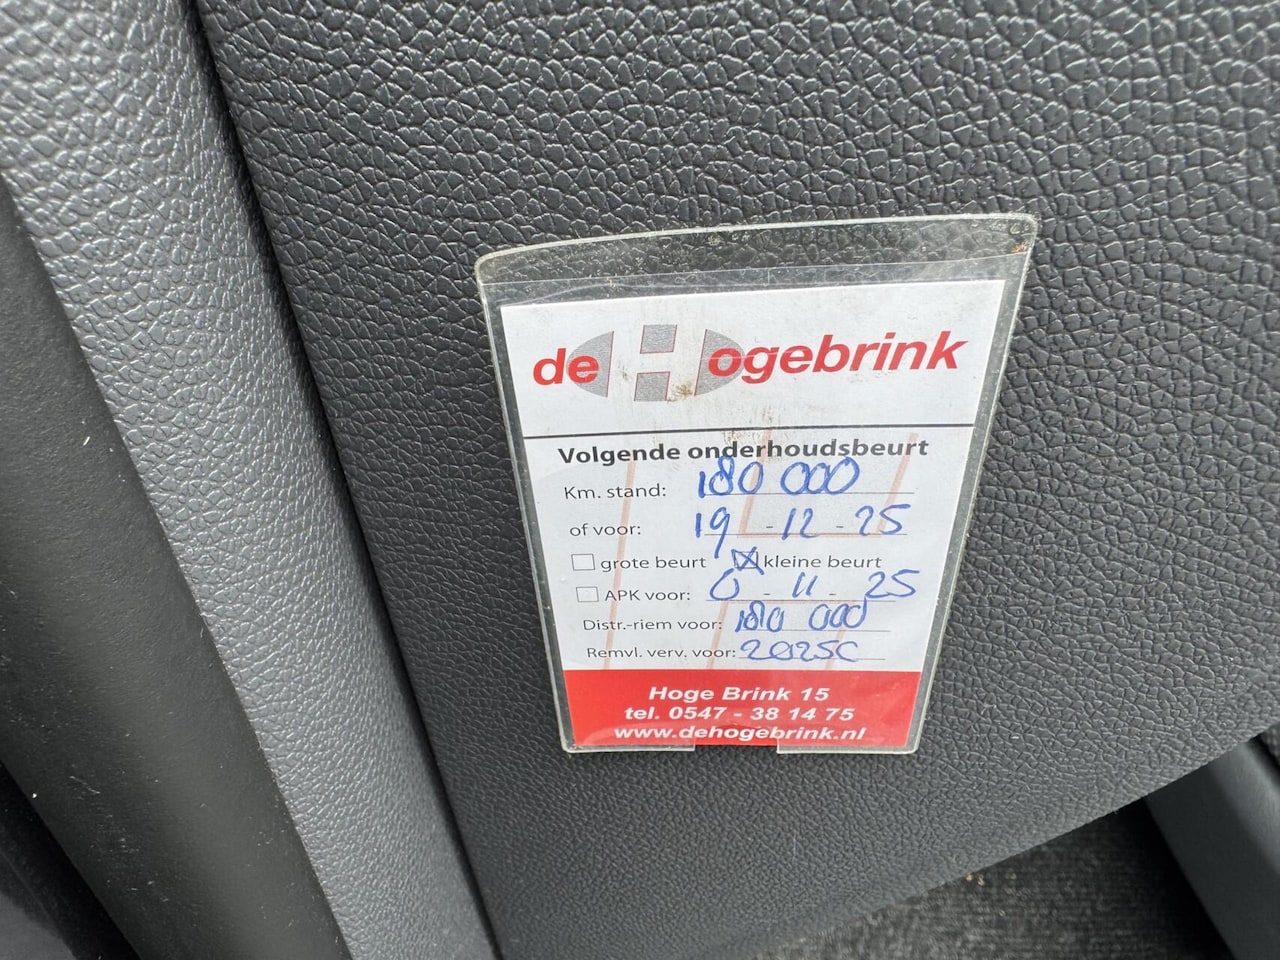 de Hogebrink
Volgende onderhoudsbeurt
Km. stand: 180 000
of voor: 19 - 12 - 25
grote beurt kleine beurt
APK voor: - 11 - 25
Distr.-riem voor: 180 000
Remvl. verv. voor:
Hoge Brink 15
tel. 0547 - 38 14 75
www.dehogebrink.nl